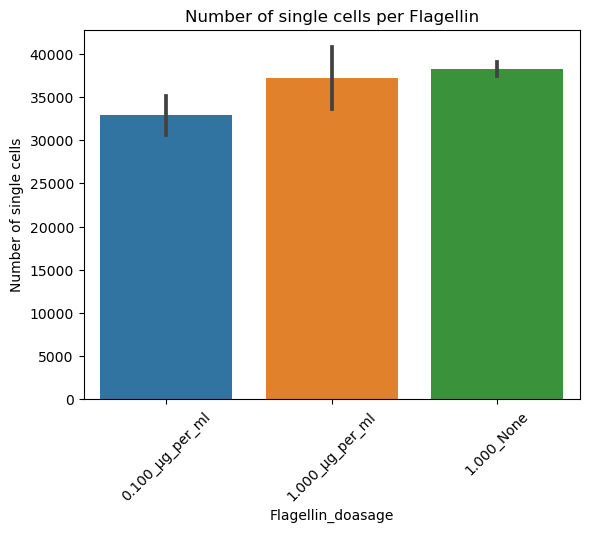 Number of single cells per Flagellin
Number of single cells
40000
35000
30000
25000
20000
15000
10000
5000
0
0.100_µg_per_ml
1.000_µg_per_ml
1.000_None
Flagellin_doasage